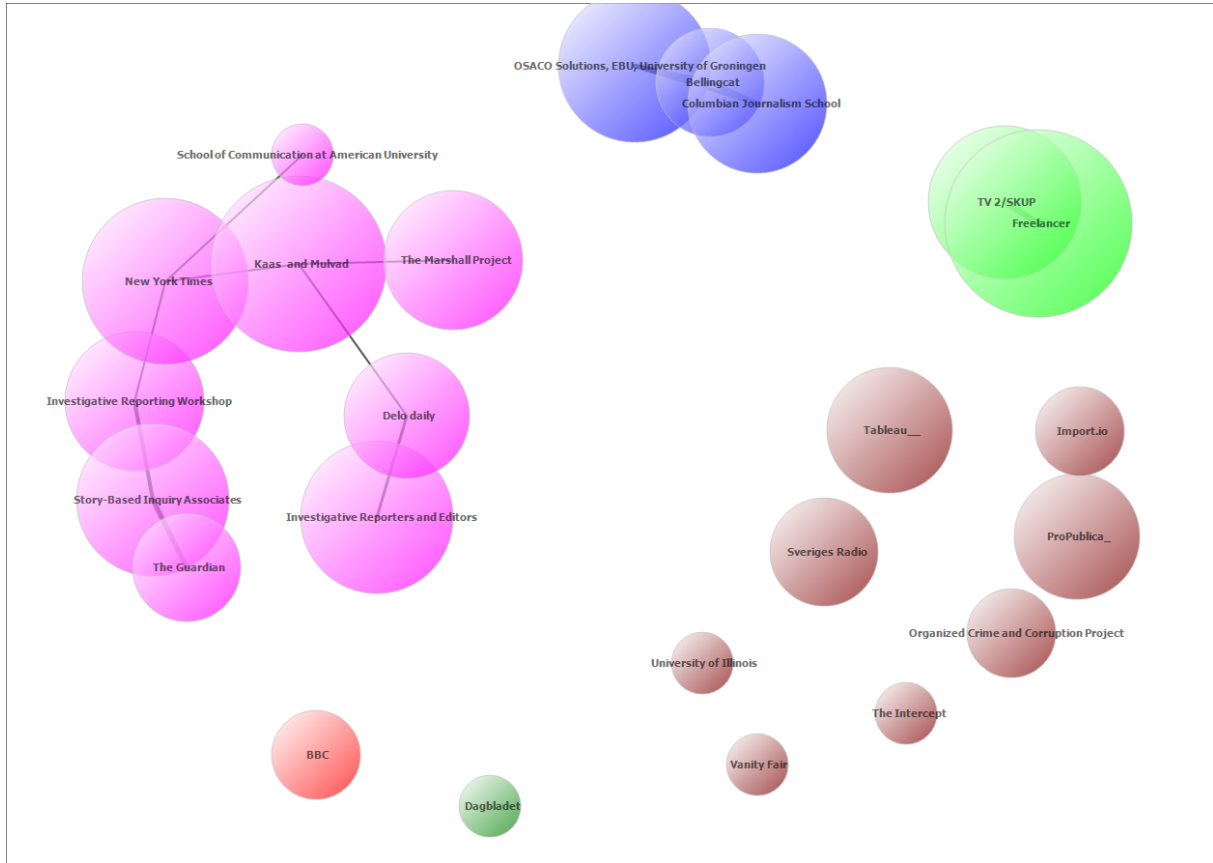 OSACO Solutions, EBU, University of Groningen
Bellingcat
Columbian Journalism School
School of Communication at American University
TV 2/SKUP
Freelancer
Kaas  and Mulvad
The Marshall Project
New York Times
Investigative Reporting Workshop
Delo daily
Tableau__
Import.io
Story-Based Inquiry Associates
Investigative Reporters and Editors
ProPublica_
Sveriges Radio
The Guardian
Organized Crime and Corruption Project
University of Illinois
The Intercept
BBC
Vanity Fair
Dagbladet